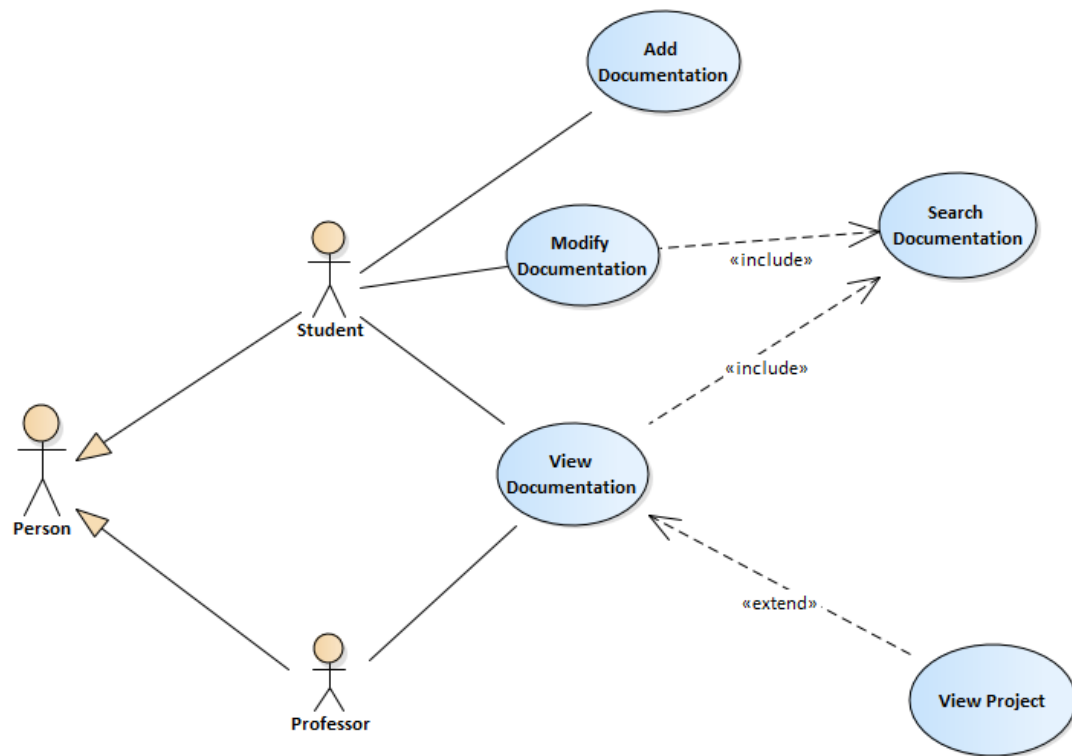 Add
Documentation
Search
Documentation
Modify
Documentation
«include»
Student
«include»
View
Documentation
Person
«extend»
View Project
Professor